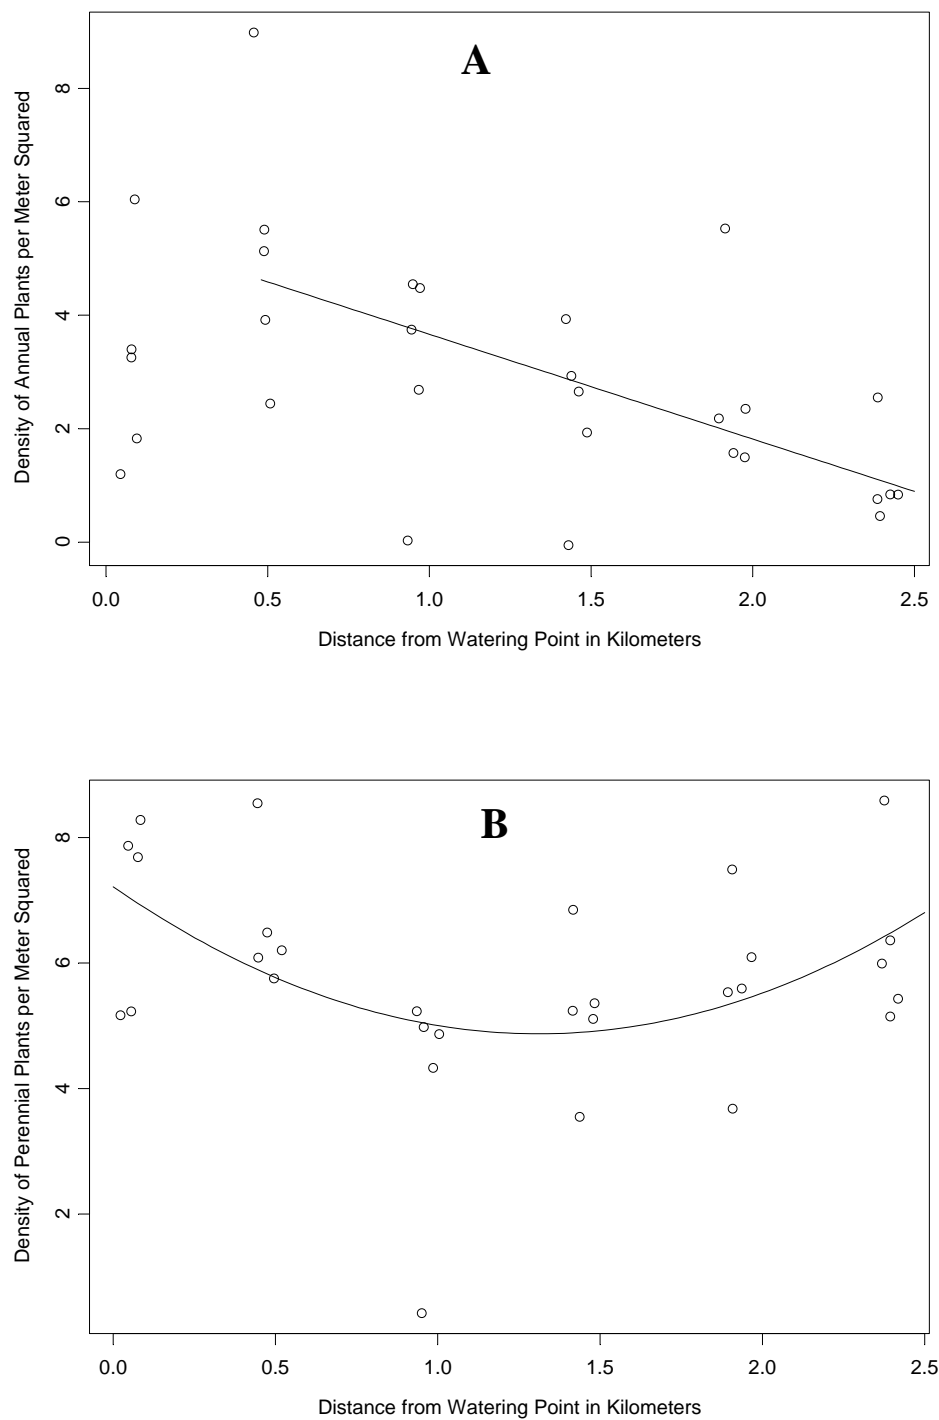 A
8
6
4
2
0
Density of Annual Plants per Meter Squared
0.0 0.5 1.0 1.5 2.0 2.5
Distance from Watering Point in Kilometers
B
8
6
4
2
Density of Perennial Plants per Meter Squared
0.0 0.5 1.0 1.5 2.0 2.5
Distance from Watering Point in Kilometers